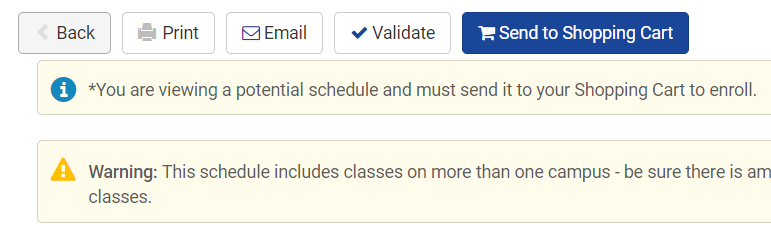 Back Print Email Validate Send to Shopping Cart
*You are viewing a potential schedule and must send it to your Shopping Cart to enroll.
Warning: This schedule includes classes on more than one campus - be sure there is am
classes.